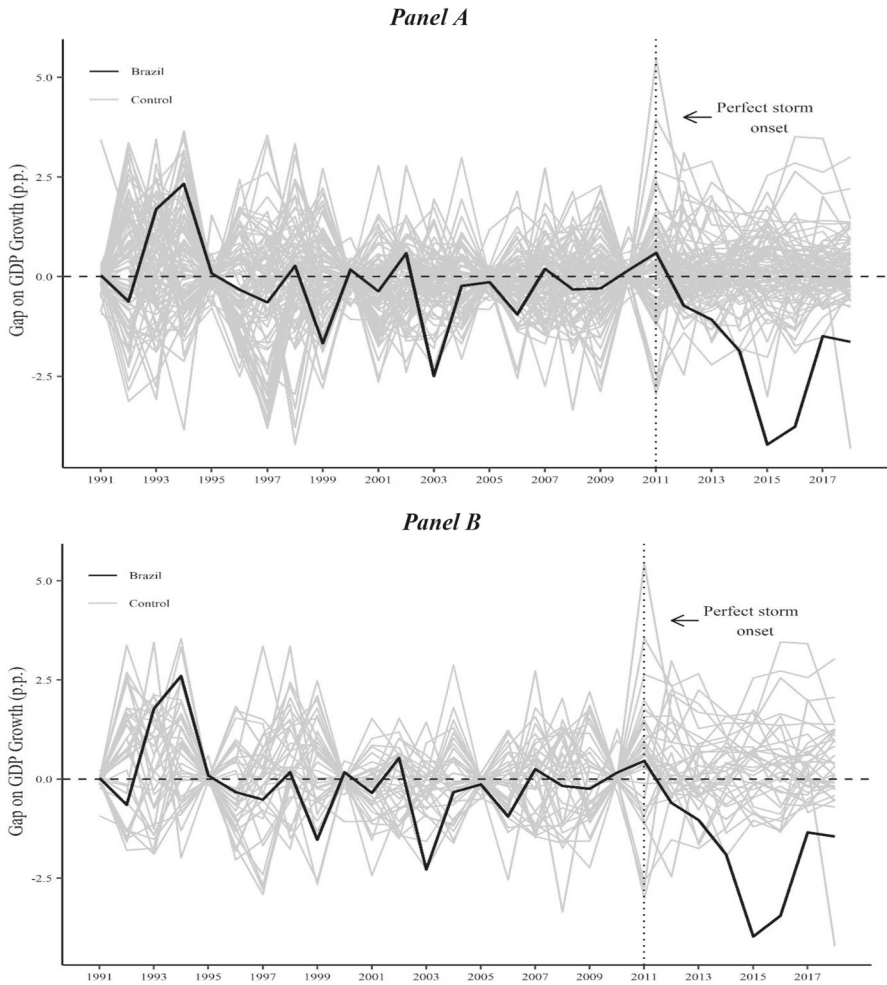 Panel A
5.0
2.5
0.0
-2.5
Gap on GDP Growth (p.p.)
Brazil
Control
Perfect storm
onset
1991 1993 1995 1997 1999 2001 2003 2005 2007 2009 2011 2013 2015 2017
Panel B
5.0
2.5
0.0
-2.5
Gap on GDP Growth (p.p.)
Brazil
Control
Perfect storm
onset
1991 1993 1995 1997 1999 2001 2003 2005 2007 2009 2011 2013 2015 2017